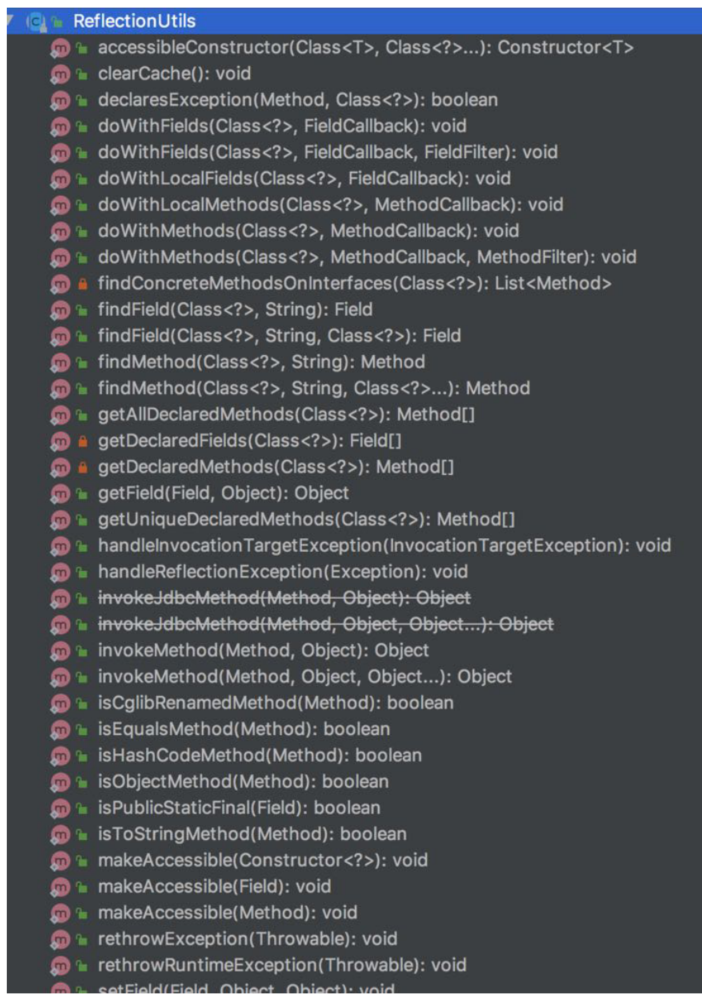 ReflectionUtils
accessibleConstructor(Class<T>, Class<?>...): Constructor<T>
clearCache(): void
declaresException(Method, Class<?>): boolean
doWithFields(Class<?>, FieldCallback): void
doWithFields(Class<?>, FieldCallback, FieldFilter): void
doWithLocalFields(Class<?>, FieldCallback): void
doWithLocalMethods(Class<?>, MethodCallback): void
doWithMethods(Class<?>, MethodCallback): void
doWithMethods(Class<?>, MethodCallback, MethodFilter): void
findConcreteMethodsOnInterfaces(Class<?>): List<Method>
findField(Class<?>, String): Field
findField(Class<?>, String, Class<?>): Field
findMethod(Class<?>, String): Method
findMethod(Class<?>, String, Class<?>...): Method
getAllDeclaredMethods(Class<?>): Method[]
getDeclaredFields(Class<?>): Field[]
getDeclaredMethods(Class<?>): Method[]
getField(Field, Object): Object
getUniqueDeclaredMethods(Class<?>): Method[]
handleInvocationTargetException(InvocationTargetException): void
handleReflectionException(Exception): void
invokeJdbcMethod(Method, Object): Object
invokeJdbcMethod(Method, Object, Object...): Object
invokeMethod(Method, Object): Object
invokeMethod(Method, Object, Object...): Object
isCglibRenamedMethod(Method): boolean
isEqualsMethod(Method): boolean
isHashCodeMethod(Method): boolean
isObjectMethod(Method): boolean
isPublicStaticFinal(Field): boolean
isToStringMethod(Method): boolean
makeAccessible(Constructor<?>): void
makeAccessible(Field): void
makeAccessible(Method): void
rethrowException(Throwable): void
rethrowRuntimeException(Throwable): void
setField(Field, Object, Object): void